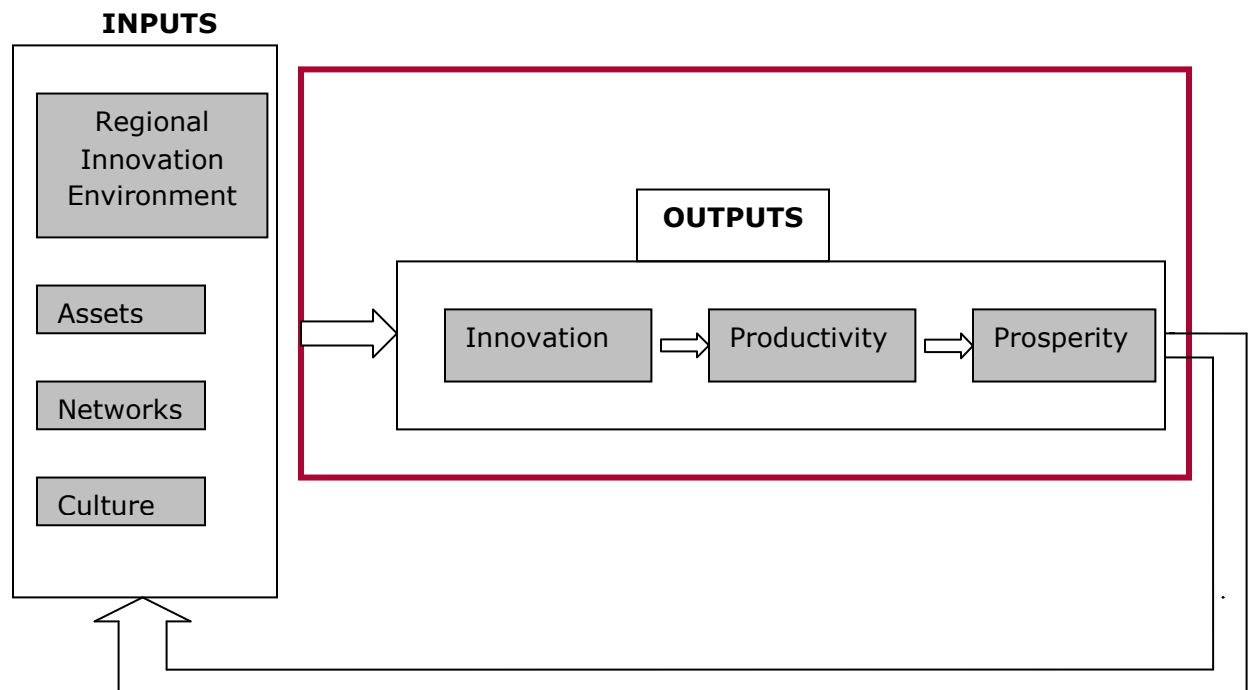 INPUTS
Regional
Innovation
Environment
Assets
Networks
Culture
OUTPUTS
Innovation
Productivity
Prosperity